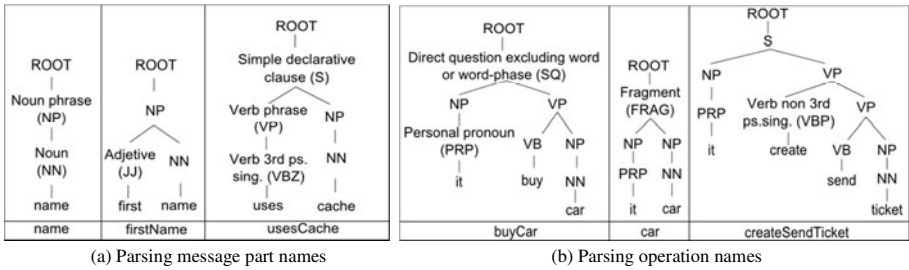 ROOT
Noun phrase
(NP)
Noun
(NN)
name
name
ROOT
NP
Adjetive
(JJ)
NN
first
name
firstName
ROOT
Simple declarative
clause (S)
Verb phrase
(VP)
NP
Verb 3rd ps.
sing. (VBZ)
NN
uses
cache
usesCache
(a) Parsing message part names
ROOT
Direct question excluding word
or word-phase (SQ)
NP
VP
Personal pronoun
(PRP)
VB
NP
it
buy
NN
car
buyCar
ROOT
Fragment
(FRAG)
NP
NP
PRP
NN
it
car
car
ROOT
S
NP
VP
PRP
Verb non 3rd
ps.sing. (VBP)
VP
it
create
VB
NP
send
NN
ticket
createSendTicket
(b) Parsing operation names